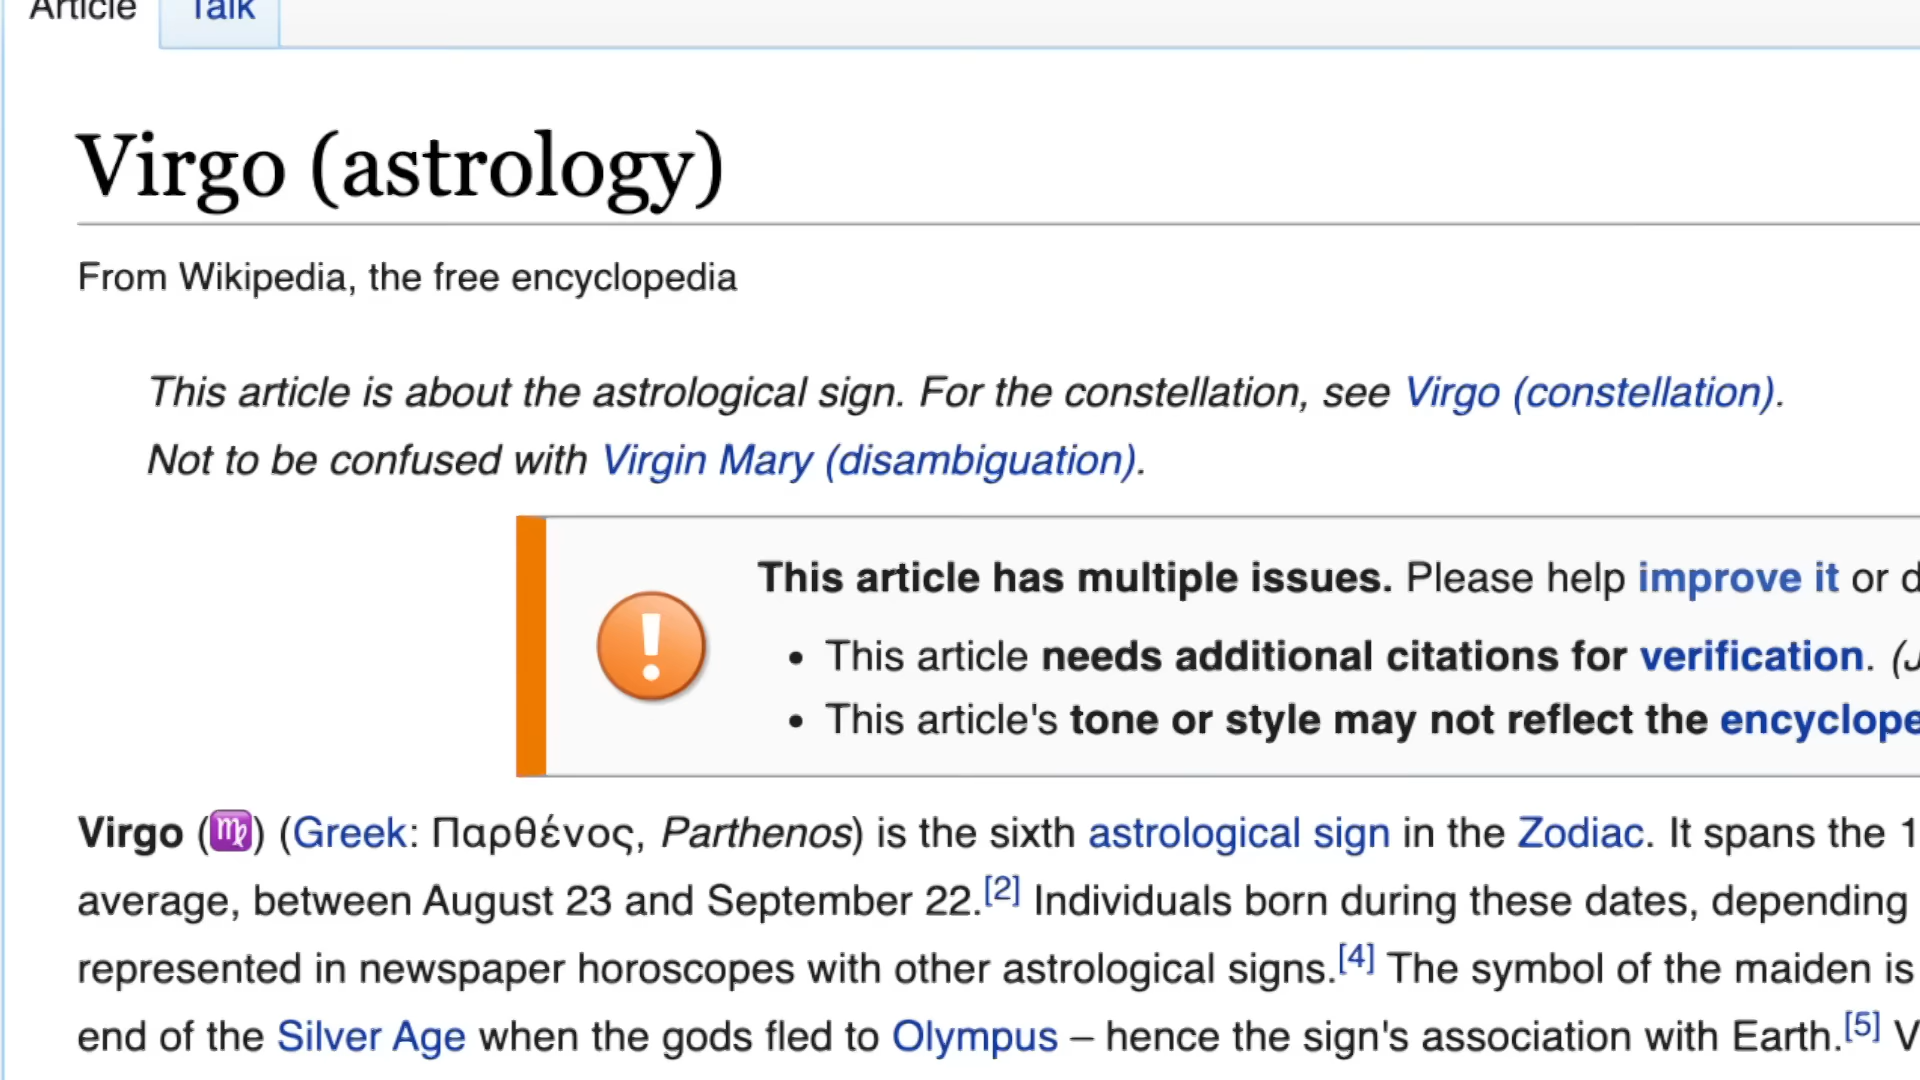 Article Talk
Virgo (astrology)
From Wikipedia, the free encyclopedia
This article is about the astrological sign. For the constellation, see Virgo (constellation).
Not to be confused with Virgin Mary (disambiguation).
This article has multiple issues. Please help improve it or d
• This article needs additional citations for verification. (J
• This article's tone or style may not reflect the encyclope
Virgo (♍) (Greek: Παρθένος, Parthenos) is the sixth astrological sign in the Zodiac. It spans the 1
average, between August 23 and September 22.[2] Individuals born during these dates, depending
represented in newspaper horoscopes with other astrological signs.[4] The symbol of the maiden is
end of the Silver Age when the gods fled to Olympus – hence the sign's association with Earth.[5] V